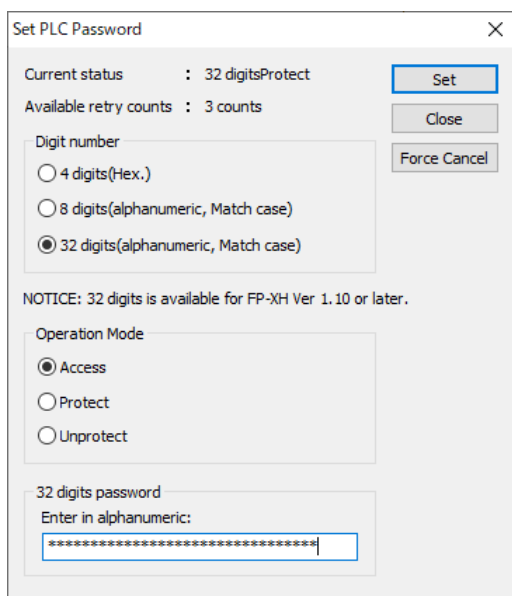 Set PLC Password
Current status : 32 digitsProtect
Available retry counts : 3 counts
Set
Close
Force Cancel
Digit number
4 digits(Hex.)
8 digits(alphanumeric, Match case)
32 digits(alphanumeric, Match case)
NOTICE: 32 digits is available for FP-XH Ver 1.10 or later.
Operation Mode
Access
Protect
Unprotect
32 digits password
Enter in alphanumeric:
********************************